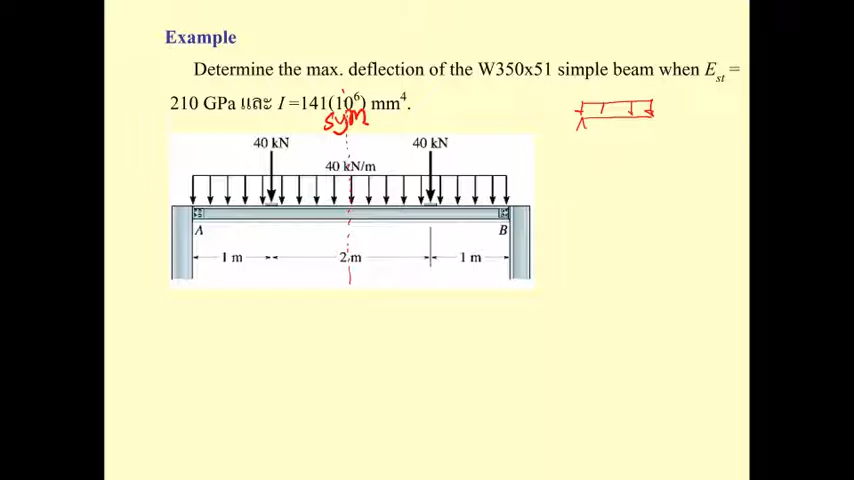 Example
Determine the max. deflection of the W350x51 simple beam when E_st =
210 GPa และ I =141(10⁶) mm⁴.
sym
40 kN 40 kN
40 kN/m
A B
1 m 2 m 1 m